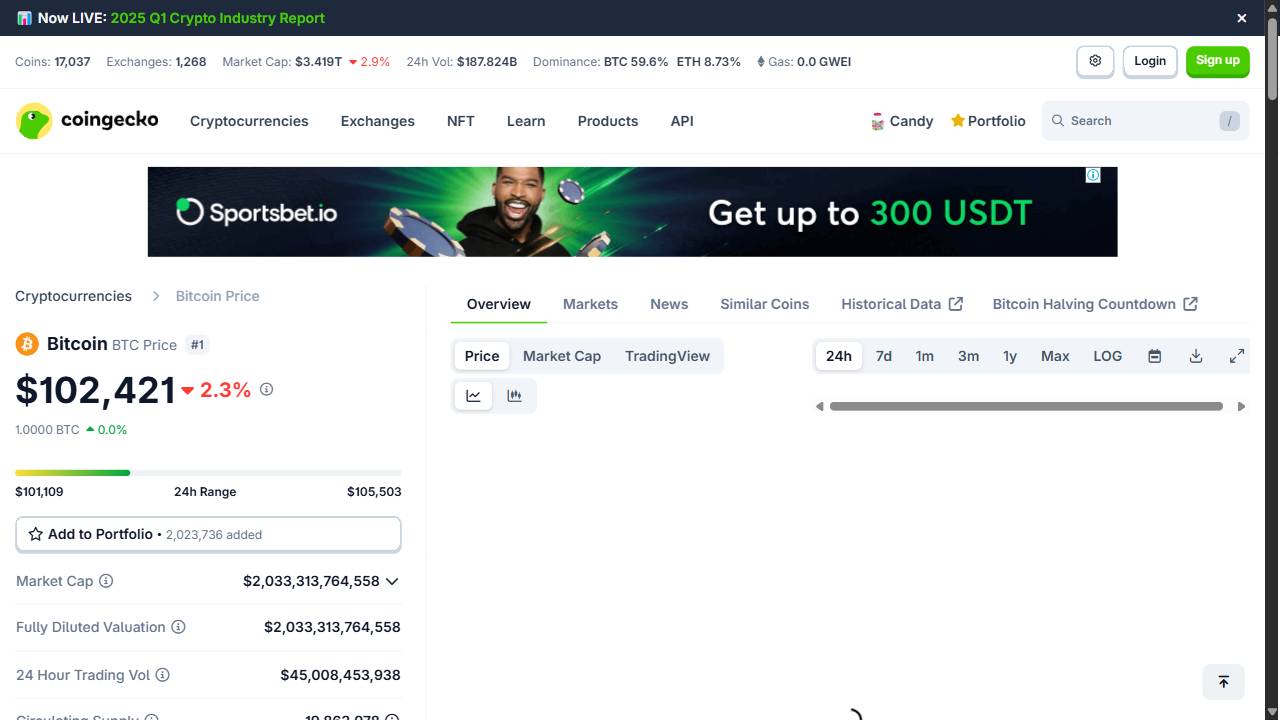 Now LIVE: 2025 Q1 Crypto Industry Report
Coins: 17,037 Exchanges: 1,268 Market Cap: $3.419T 2.9% 24h Vol: $187.824B Dominance: BTC 59.6% ETH 8.73% Gas: 0.0 GWEI
Login
Sign up
coingecko
Cryptocurrencies Exchanges NFT Learn Products API
Candy Portfolio Search /
Sportsbet.io Get up to 300 USDT
Cryptocurrencies Bitcoin Price
Bitcoin BTC Price #1
$102,421 2.3%
1.0000 BTC 0.0%
$101,109 24h Range $105,503
Add to Portfolio • 2,023,736 added
Market Cap $2,033,313,764,558
Fully Diluted Valuation $2,033,313,764,558
24 Hour Trading Vol $45,008,453,938
Circulating Supply 19,863,978
Overview Markets News Similar Coins Historical Data Bitcoin Halving Countdown
Price Market Cap TradingView
24h 7d 1m 3m 1y Max LOG